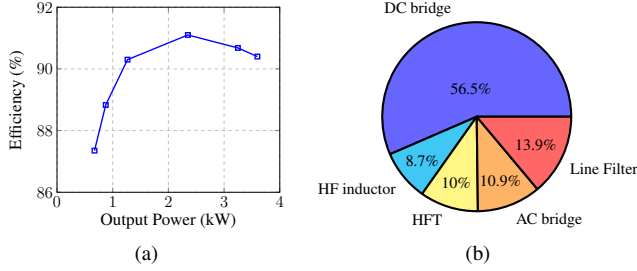 92
90
88
86
0
1
2
3
4
Efficiency (%)
Output Power (kW)
(a)
DC bridge
56.5%
8.7%
10%
10.9%
13.9%
HF inductor
HFT
AC bridge
Line Filter
(b)